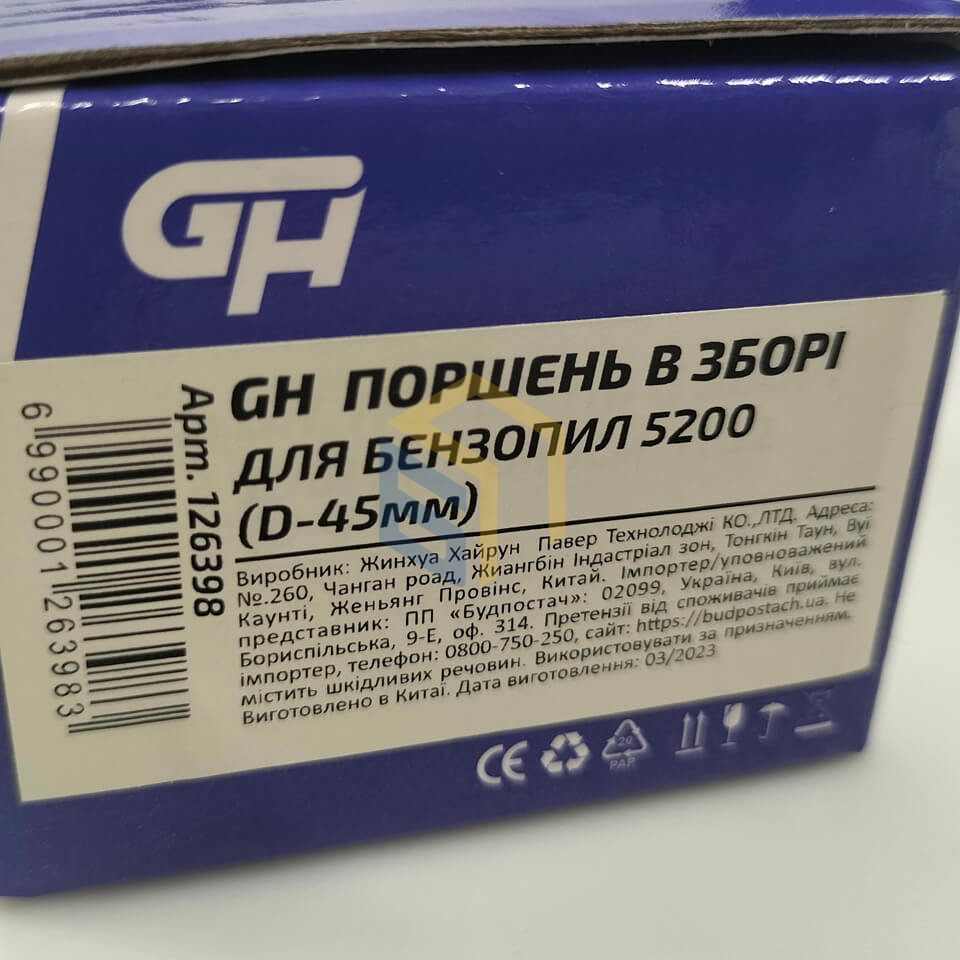 GH
GH ПОРШЕНЬ В ЗБОРІ
ДЛЯ БЕНЗОПИЛ 5200
(D-45мм)
Арт. 126398
6 990001 263983
Виробник: Жинхуа Хайрун Павер Технолоджі КО.,ЛТД. Адреса:
№.260, Чанган роад, Жиангбін Індастріал зон, Тонгкін Таун, Вуї
Каунті, Женьянг Провінс, Китай. Імпортер/уповноважений
представник: ПП «Будпостач»: 02099, Україна, Київ, вул.
Бориспільська, 9-Е, оф. 314. Претензії від споживачів приймає
імпортер, телефон: 0800-750-250, сайт: https://budpostach.ua. Не
містить шкідливих речовин. Використовувати за призначенням.
Виготовлено в Китаї. Дата виготовлення: 03/2023
CE
20
PAP